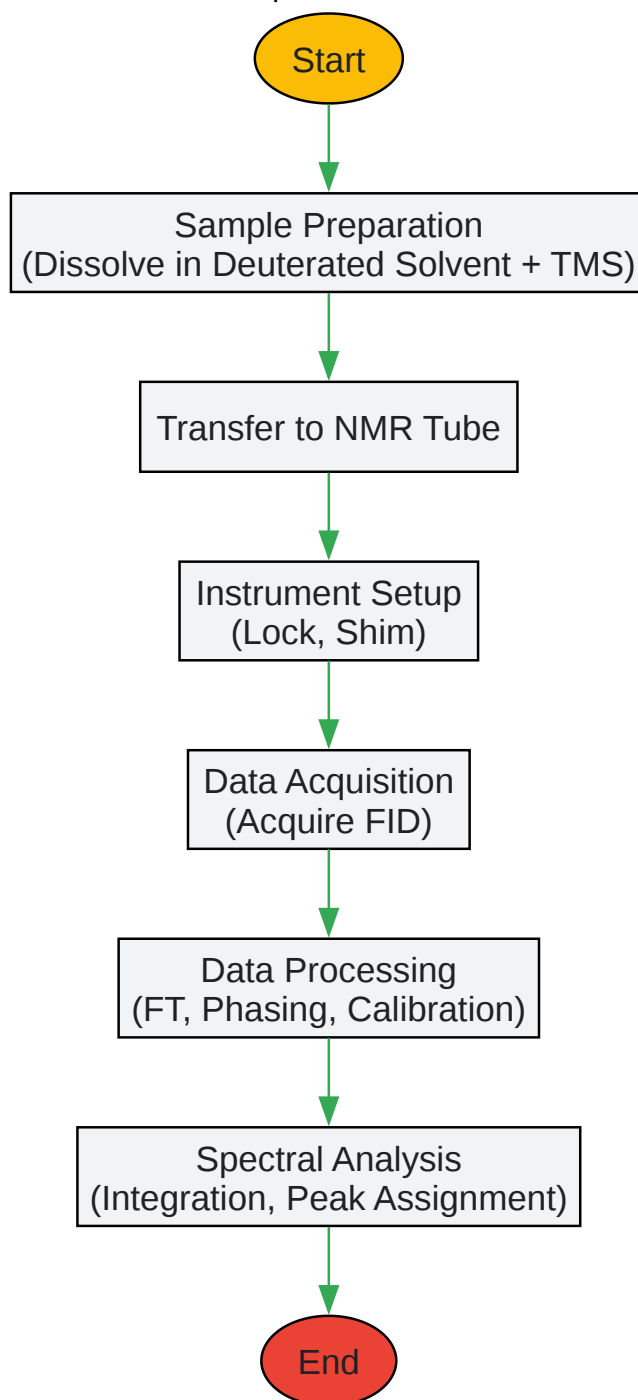 Start
Sample Preparation
(Dissolve in Deuterated Solvent + TMS)
Transfer to NMR Tube
Instrument Setup
(Lock, Shim)
Data Acquisition
(Acquire FID)
Data Processing
(FT, Phasing, Calibration)
Spectral Analysis
(Integration, Peak Assignment)
End